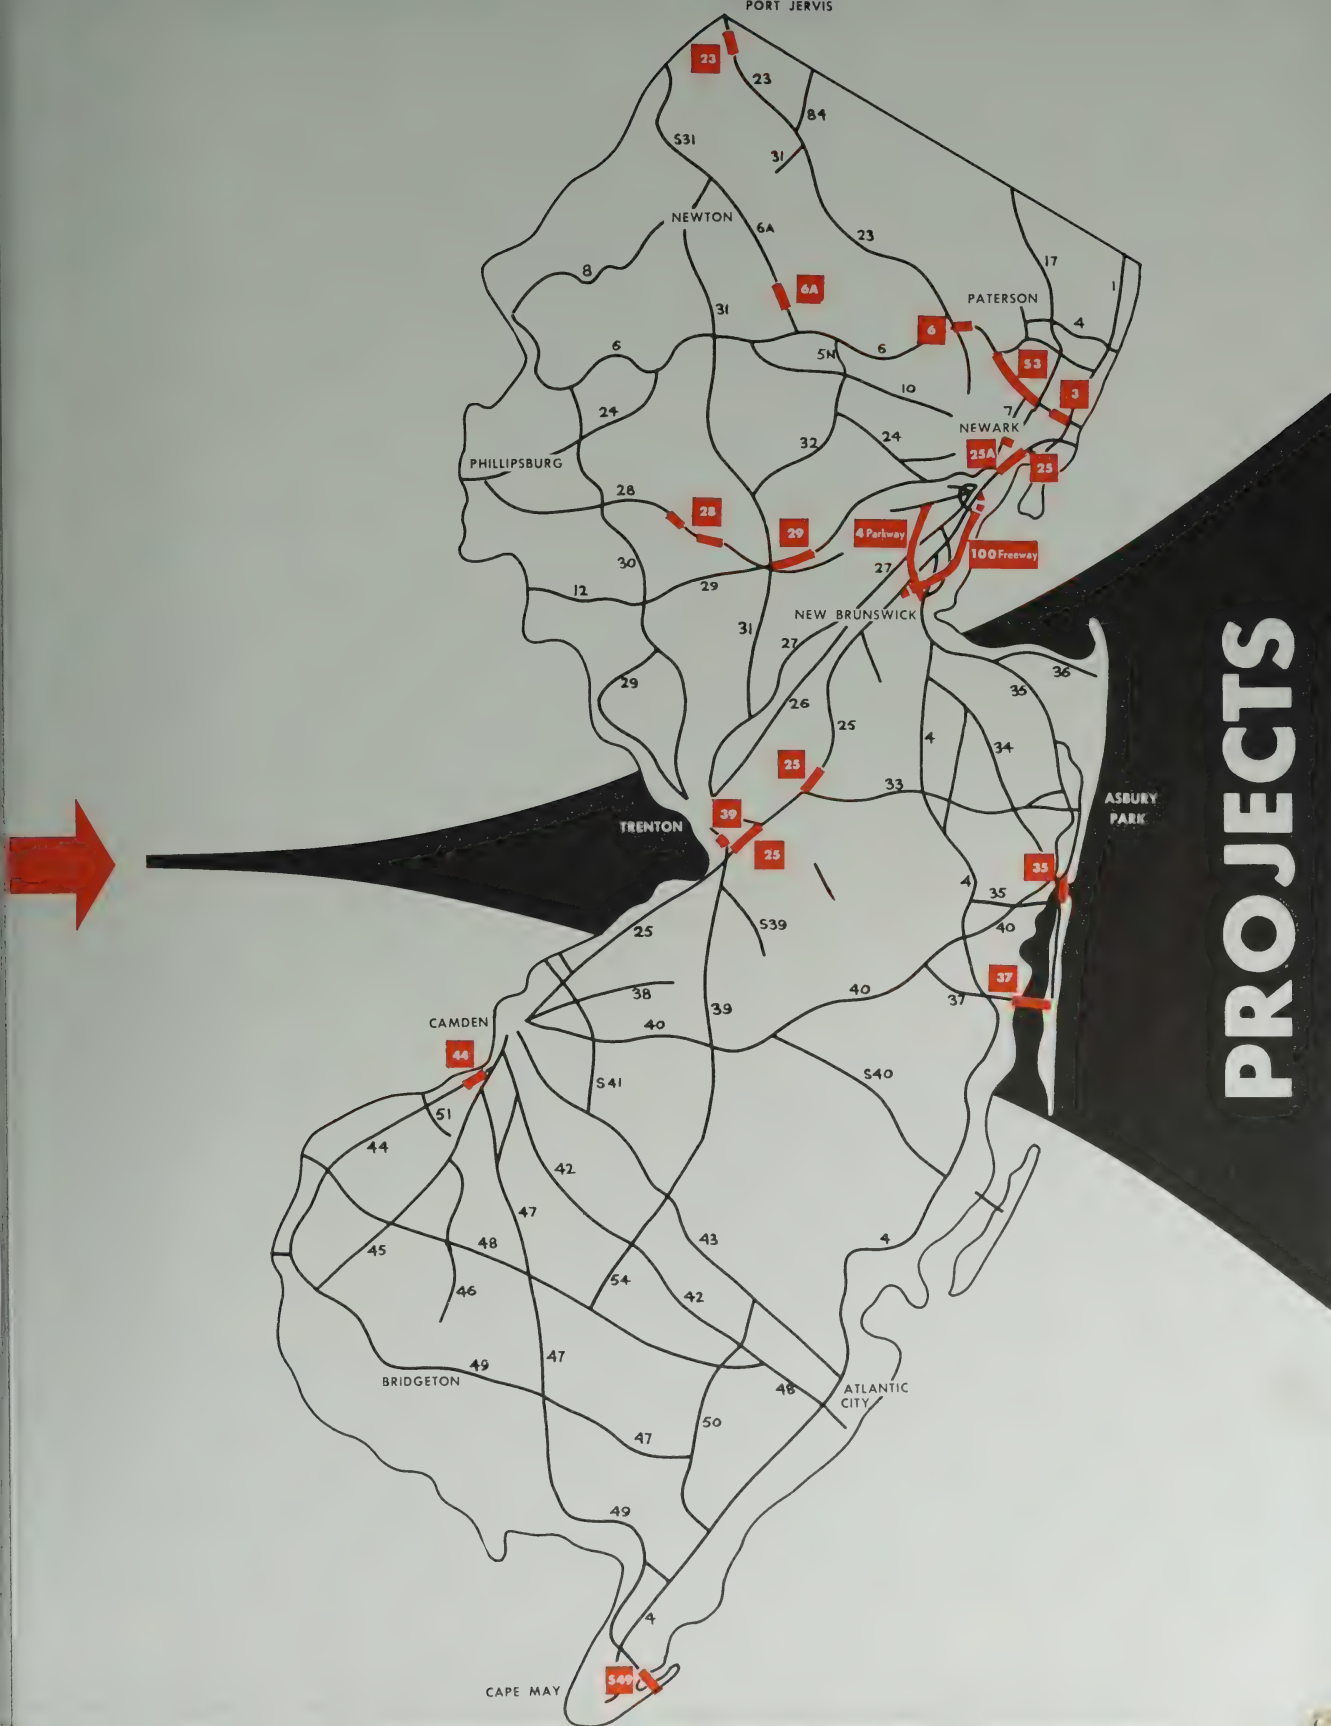 PORT JERVIS
23
23
84
S31
31
NEWTON
6A
23
17
8
1
6A
PATERSON
31
4
6
6
5N
6
S3
10
3
24
7
NEWARK
32
24
25A
25
PHILLIPSBURG
28
28
29
4 Parkway
100 Freeway
30
27
29
12
NEW BRUNSWICK
31
27
36
29
35
26
25
4
34
25
33
ASBURY
PARK
39
TRENTON
25
35
4
35
S39
40
25
37
38
40
37
39
CAMDEN
40
44
S40
S41
51
44
42
47
43
4
45
48
46
54
42
47
49
BRIDGETON
48
ATLANTIC
CITY
50
47
49
4
S49
CAPE MAY
PROJECTS